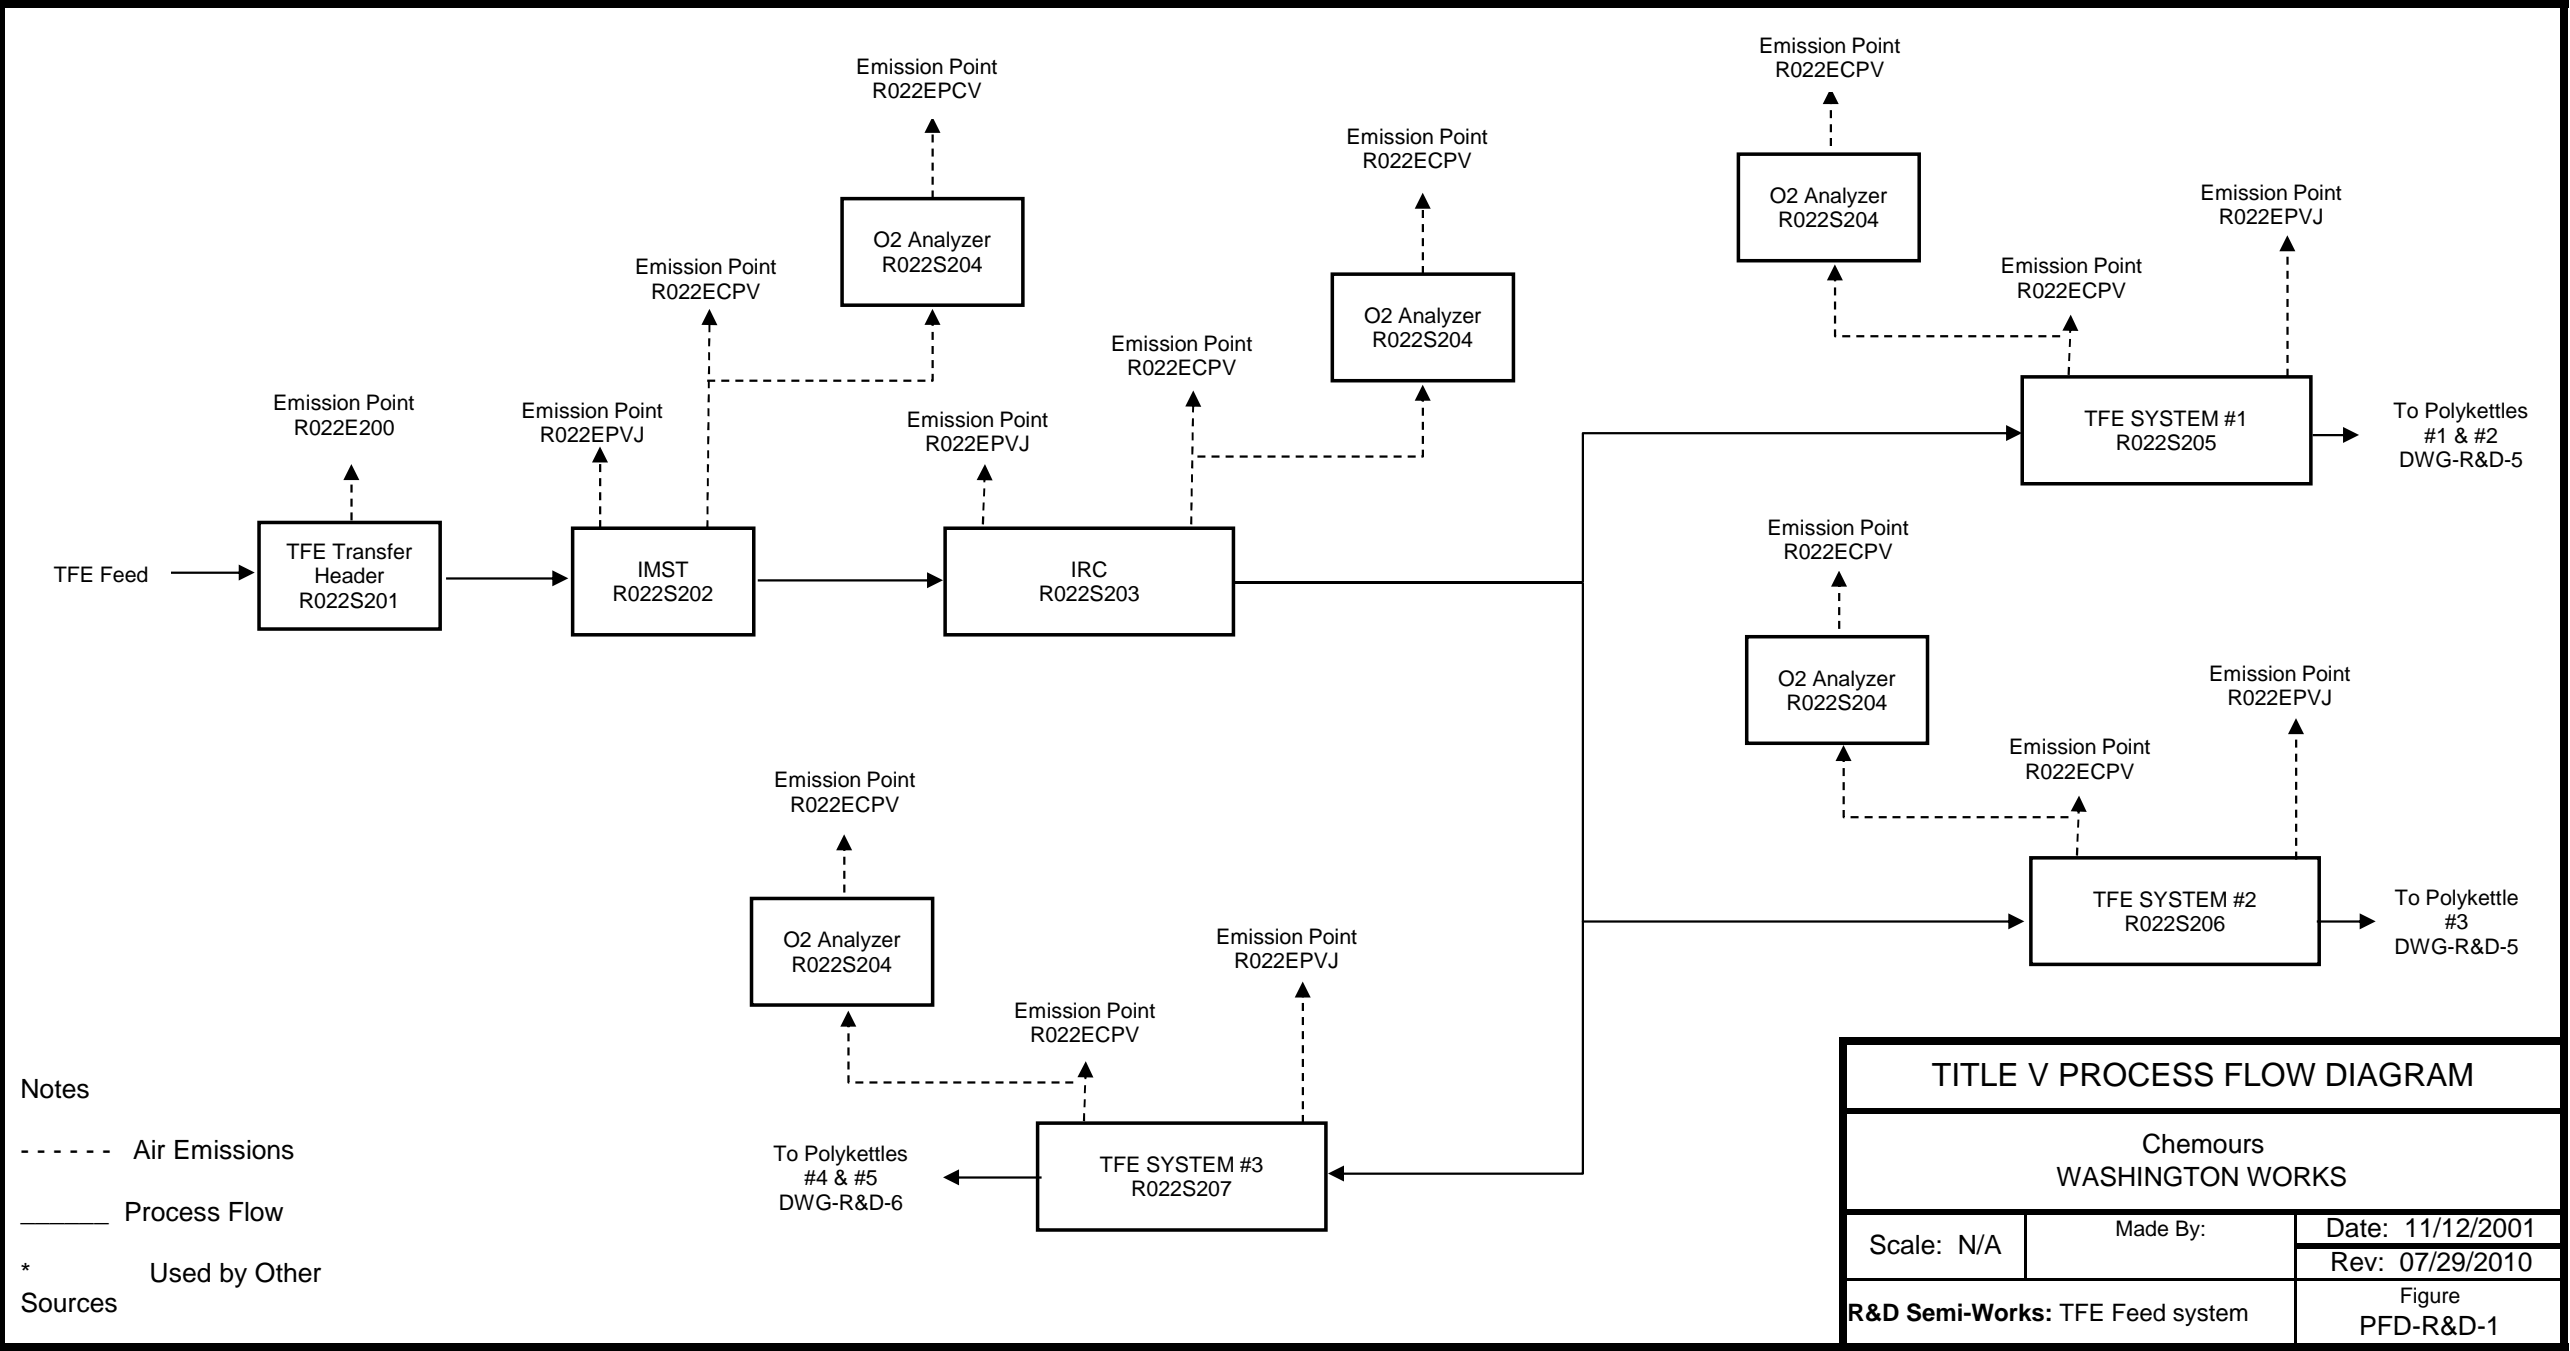 Emission Point
R022EPCV
O2 Analyzer
R022S204
Emission Point
R022ECPV
Emission Point
R022E200
Emission Point
R022EPVJ
Emission Point
R022ECPV
O2 Analyzer
R022S204
Emission Point
R022ECPV
Emission Point
R022EPVJ
TFE Feed
TFE Transfer
Header
R022S201
IMST
R022S202
IRC
R022S203
Emission Point
R022ECPV
O2 Analyzer
R022S204
Emission Point
R022ECPV
Emission Point
R022EPVJ
TFE SYSTEM #1
R022S205
To Polykettles
#1 & #2
DWG-R&D-5
Emission Point
R022ECPV
O2 Analyzer
R022S204
Emission Point
R022ECPV
Emission Point
R022EPVJ
TFE SYSTEM #2
R022S206
To Polykettle
#3
DWG-R&D-5
Emission Point
R022ECPV
O2 Analyzer
R022S204
Emission Point
R022ECPV
Emission Point
R022EPVJ
TFE SYSTEM #3
R022S207
To Polykettles
#4 & #5
DWG-R&D-6
Notes
- - - - - - Air Emissions
______ Process Flow
* Used by Other
Sources
TITLE V PROCESS FLOW DIAGRAM
Chemours
WASHINGTON WORKS
Scale: N/A
Made By:
Date: 11/12/2001
Rev: 07/29/2010
R&D Semi-Works: TFE Feed system
Figure
PFD-R&D-1